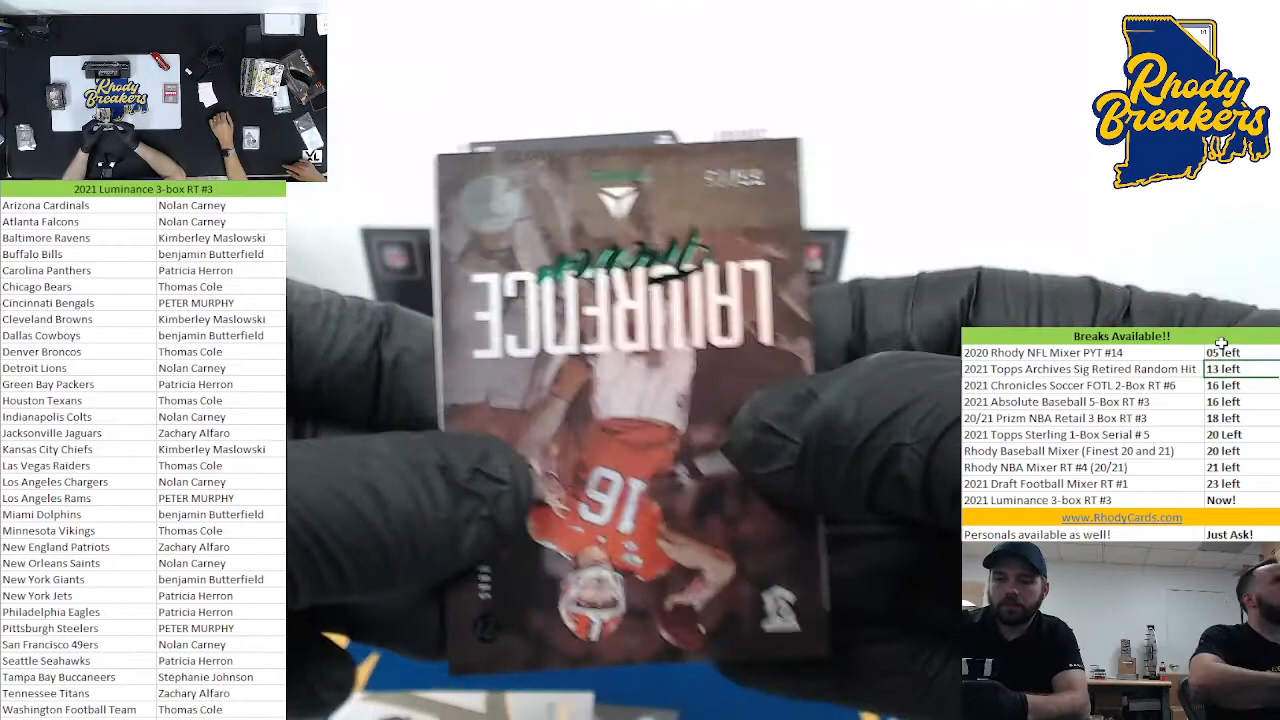 Rhody
Breakers
XL
2021 Luminance 3-box RT #3
Arizona Cardinals Nolan Carney
Atlanta Falcons Nolan Carney
Baltimore Ravens Kimberley Maslowski
Buffalo Bills benjamin Butterfield
Carolina Panthers Patricia Herron
Chicago Bears Thomas Cole
Cincinnati Bengals PETER MURPHY
Cleveland Browns Kimberley Maslowski
Dallas Cowboys benjamin Butterfield
Denver Broncos Thomas Cole
Detroit Lions Nolan Carney
Green Bay Packers Patricia Herron
Houston Texans Thomas Cole
Indianapolis Colts Nolan Carney
Jacksonville Jaguars Zachary Alfaro
Kansas City Chiefs Kimberley Maslowski
Las Vegas Raiders Thomas Cole
Los Angeles Chargers Nolan Carney
Los Angeles Rams PETER MURPHY
Miami Dolphins benjamin Butterfield
Minnesota Vikings Thomas Cole
New England Patriots Zachary Alfaro
New Orleans Saints Nolan Carney
New York Giants benjamin Butterfield
New York Jets Patricia Herron
Philadelphia Eagles Patricia Herron
Pittsburgh Steelers PETER MURPHY
San Francisco 49ers Nolan Carney
Seattle Seahawks Patricia Herron
Tampa Bay Buccaneers Stephanie Johnson
Tennessee Titans Zachary Alfaro
Washington Football Team Thomas Cole
LAWRENCE
16
Rhody
Breakers
Breaks Available!!
2020 Rhody NFL Mixer PYT #14 05 left
2021 Topps Archives Sig Retired Random Hit 13 left
2021 Chronicles Soccer FOTL 2-Box RT #6 16 left
2021 Absolute Baseball 5-Box RT #3 16 left
20/21 Prizm NBA Retail 3 Box RT #3 18 left
2021 Topps Sterling 1-Box Serial # 5 20 Left
Rhody Baseball Mixer (Finest 20 and 21) 20 left
Rhody NBA Mixer RT #4 (20/21) 21 left
2021 Draft Football Mixer RT #1 23 left
2021 Luminance 3-box RT #3 Now!
www.RhodyCards.com
Personals available as well! Just Ask!